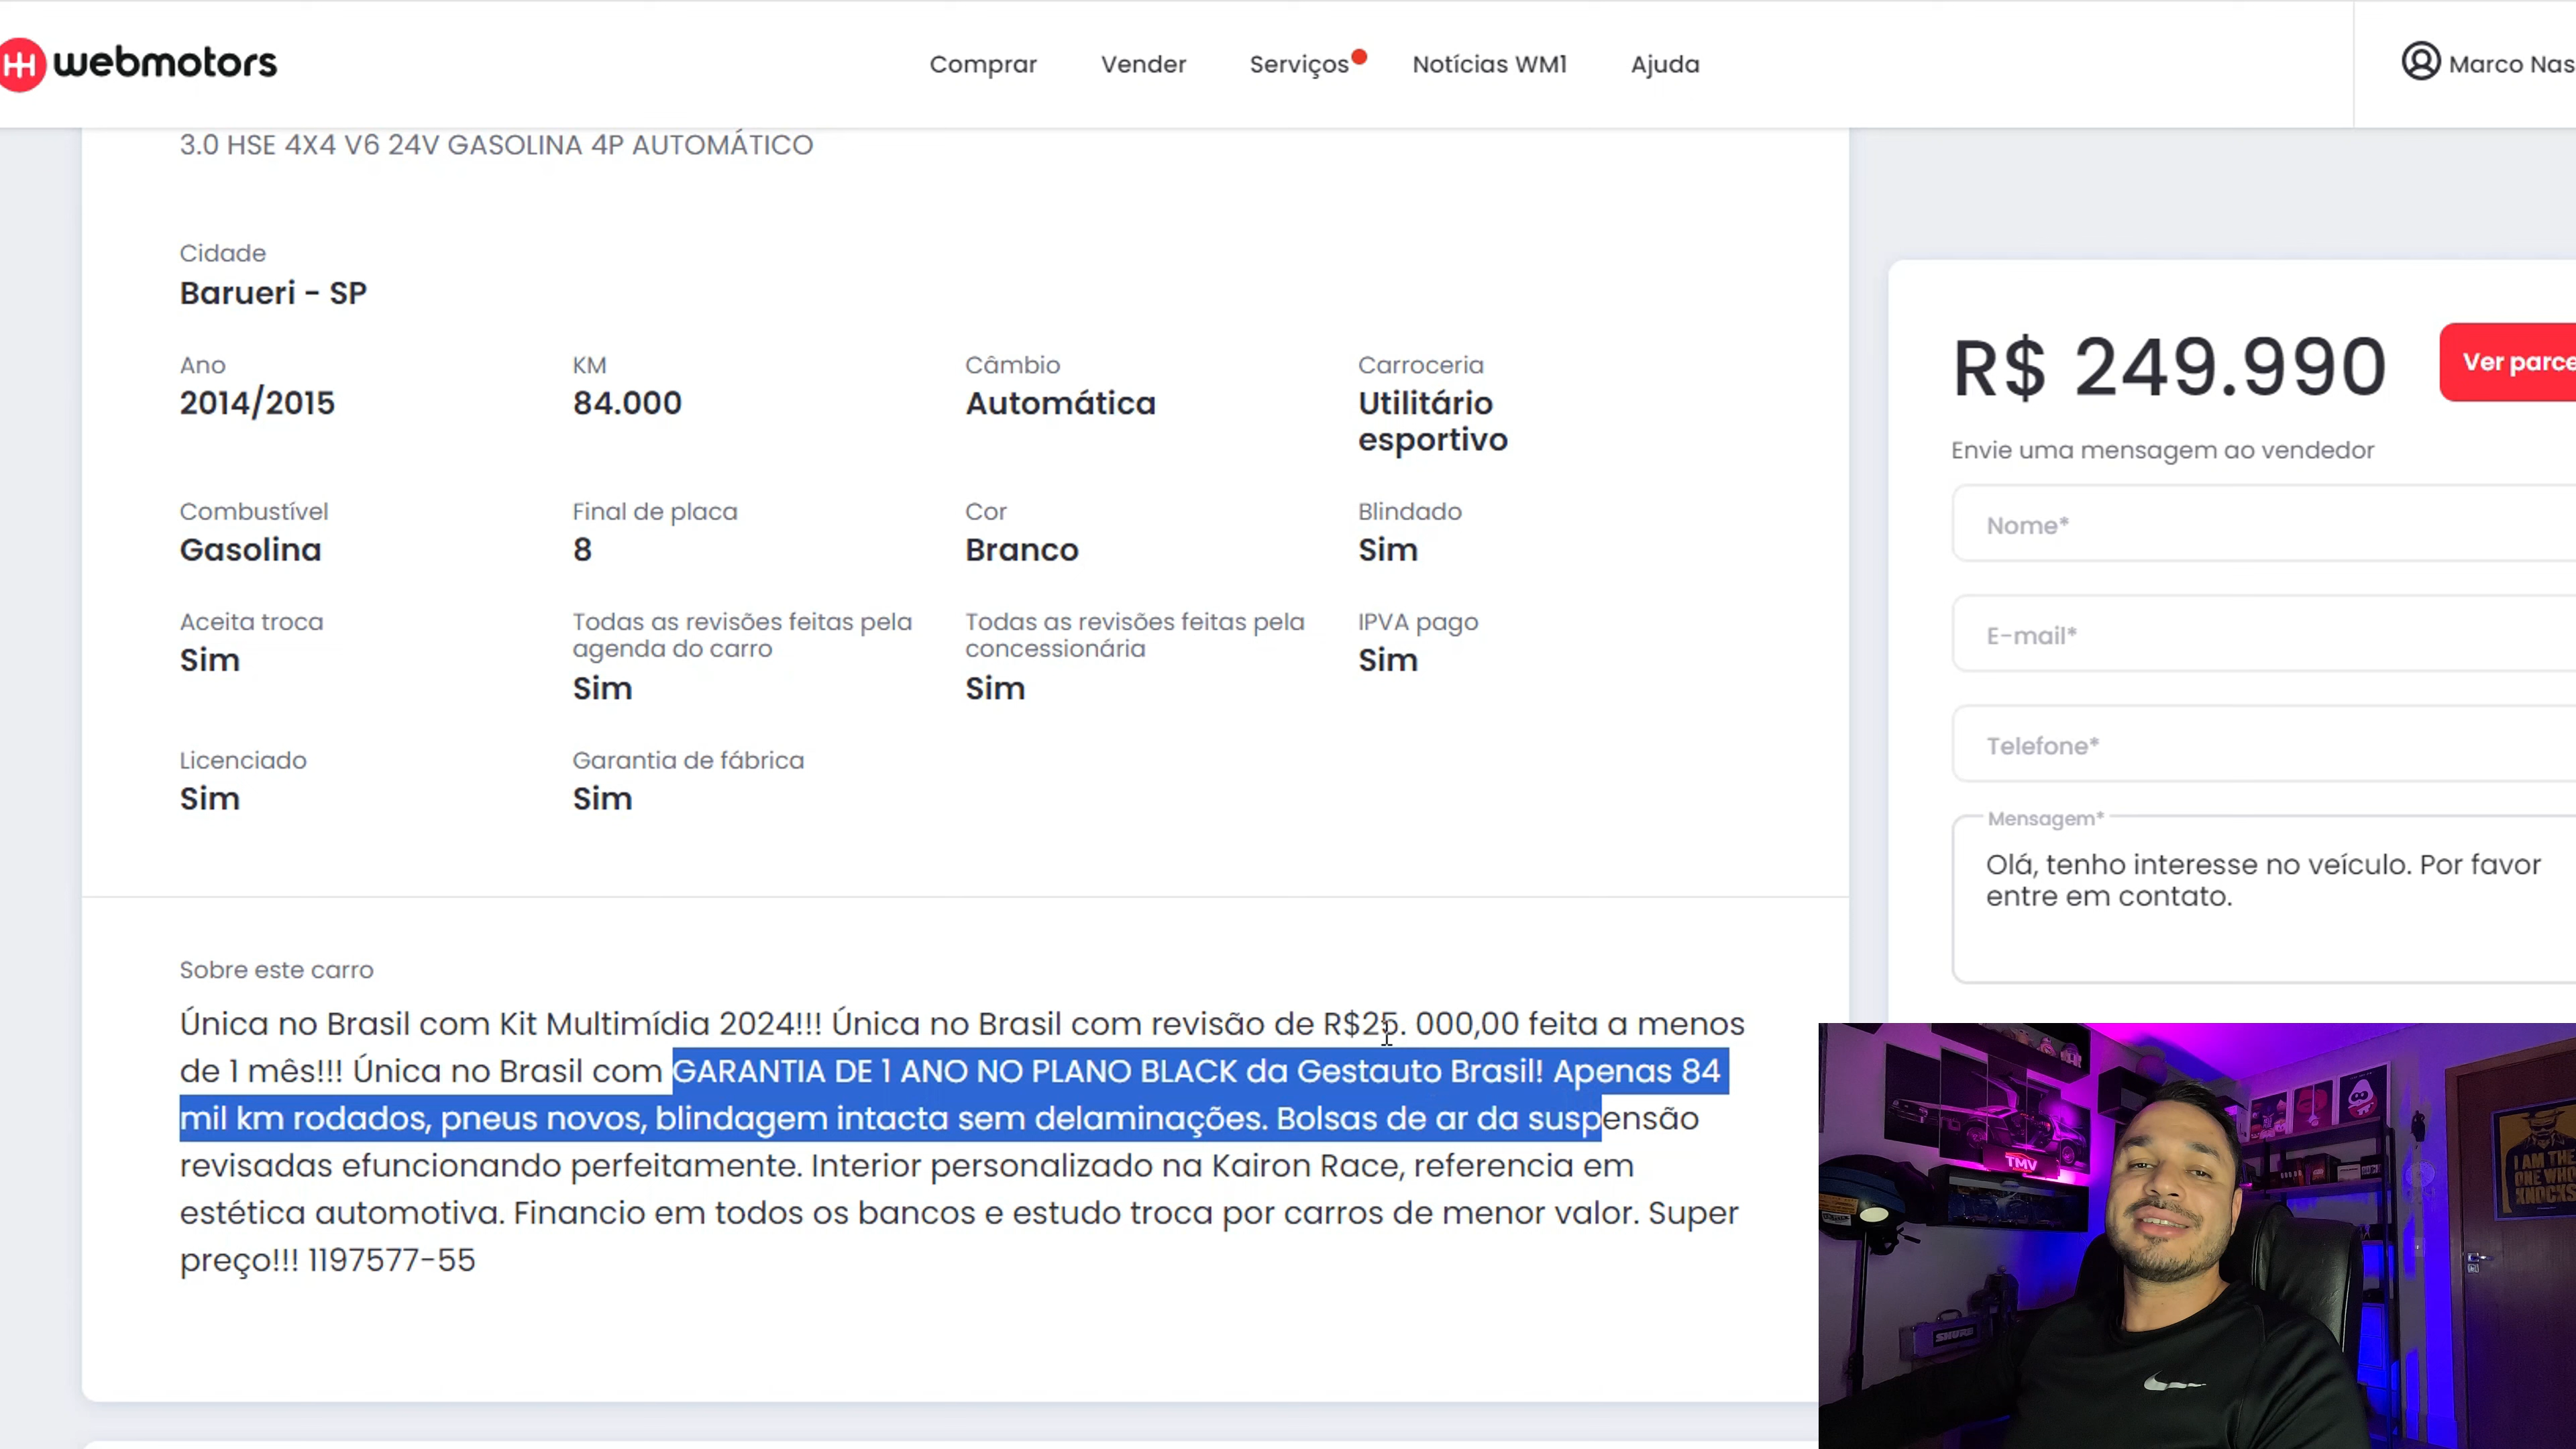 webmotors
Comprar
Vender
Serviços
Notícias WM1
Ajuda
Marco Nas
3.0 HSE 4X4 V6 24V GASOLINA 4P AUTOMÁTICO
Cidade
Barueri - SP
Ano
2014/2015
KM
84.000
Câmbio
Automática
Carroceria
Utilitário
esportivo
Combustível
Gasolina
Final de placa
8
Cor
Branco
Blindado
Sim
Aceita troca
Sim
Todas as revisões feitas pela
agenda do carro
Sim
Todas as revisões feitas pela
concessionária
Sim
IPVA pago
Sim
Licenciado
Sim
Garantia de fábrica
Sim
Sobre este carro
Única no Brasil com Kit Multimídia 2024!!! Única no Brasil com revisão de R$25. 000,00 feita a menos
de 1 mês!!! Única no Brasil com GARANTIA DE 1 ANO NO PLANO BLACK da Gestauto Brasil! Apenas 84
mil km rodados, pneus novos, blindagem intacta sem delaminações. Bolsas de ar da suspensão
revisadas efuncionando perfeitamente. Interior personalizado na Kairon Race, referencia em
estética automotiva. Financio em todos os bancos e estudo troca por carros de menor valor. Super
preço!!! 1197577-55
R$ 249.990
Ver parce
Envie uma mensagem ao vendedor
Nome*
E-mail*
Telefone*
Mensagem*
Olá, tenho interesse no veículo. Por favor
entre em contato.
TMV
SHURE
I AM THE
ONE WHO
KNOCKS